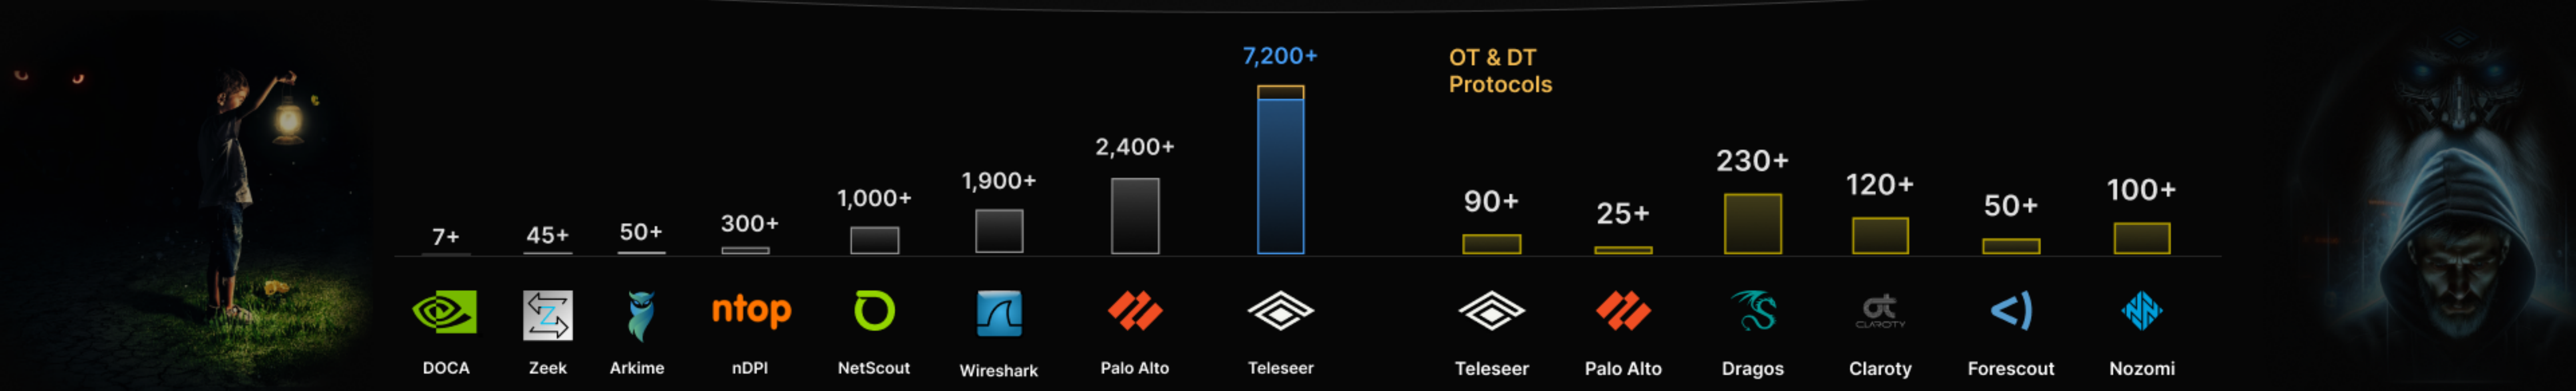 7,200+
2,400+
1,900+
1,000+
300+
50+
45+
7+
DOCA
Zeek
Arkime
ntop
nDPI
NetScout
Wireshark
Palo Alto
Teleseer
OT & DT
Protocols
90+
25+
230+
120+
50+
100+
Teleseer
Palo Alto
Dragos
CLAROTY
Claroty
Forescout
Nozomi